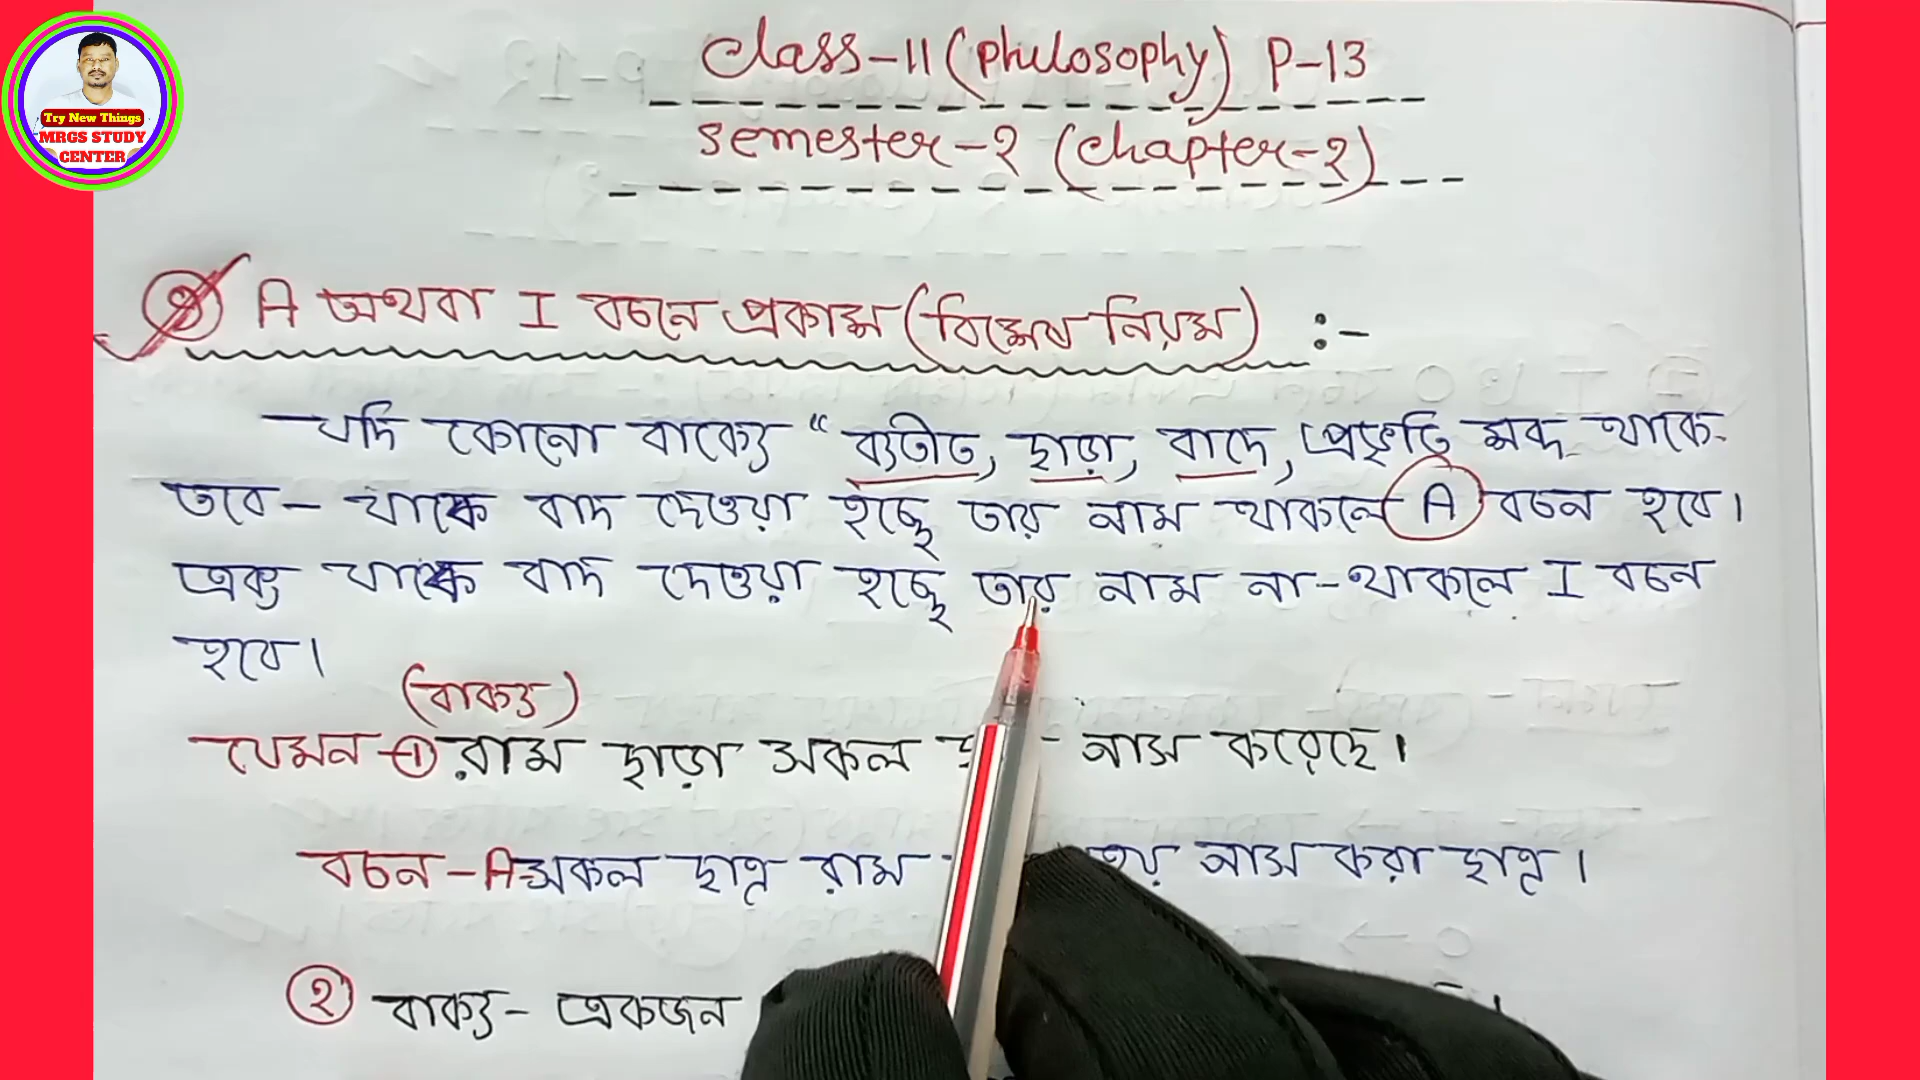 Try New Things
MRGS STUDY
CENTER
Class-11 (Philosophy) P-13
Semester-2 (Chapter-2)
A অথবা I বচনে প্রকাশ (বিশেষ নিয়ম) :-
যদি কোনো বাক্যে “ব্যতীত, ছাড়া, বাদে, প্রভৃতি শব্দ থাকে
তবে- যাকে বাদ দেওয়া হচ্ছে তার নাম থাকলে A বচন হবে।
এবং যাকে বাদ দেওয়া হচ্ছে তার নাম না-থাকলে I বচন
হবে।
(বাক্য)
যেমন-① রাম ছাড়া সকল পাস করেছে।
বচন-A-সকল ছাত্র রাম হয় পাস করা ছাত্র।
২ বাক্য- একজন